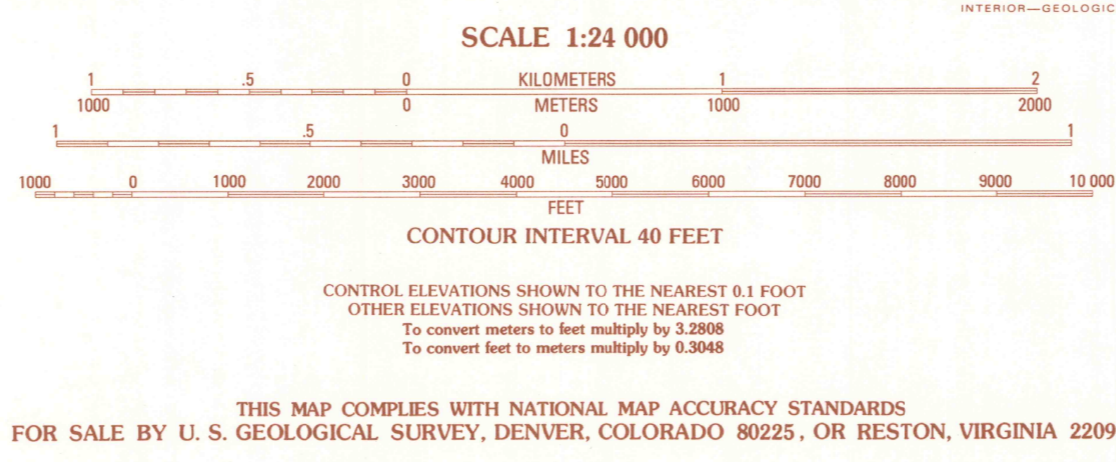 INTERIOR—GEOLOGIC
SCALE 1:24 000
1 .5 0 KILOMETERS 1 2
1000 0 METERS 1000 2000
1 .5 0 1
MILES
1000 0 1000 2000 3000 4000 5000 6000 7000 8000 9000 10 000
FEET
CONTOUR INTERVAL 40 FEET
CONTROL ELEVATIONS SHOWN TO THE NEAREST 0.1 FOOT
OTHER ELEVATIONS SHOWN TO THE NEAREST FOOT
To convert meters to feet multiply by 3.2808
To convert feet to meters multiply by 0.3048
THIS MAP COMPLIES WITH NATIONAL MAP ACCURACY STANDARDS
FOR SALE BY U. S. GEOLOGICAL SURVEY, DENVER, COLORADO 80225, OR RESTON, VIRGINIA 2209